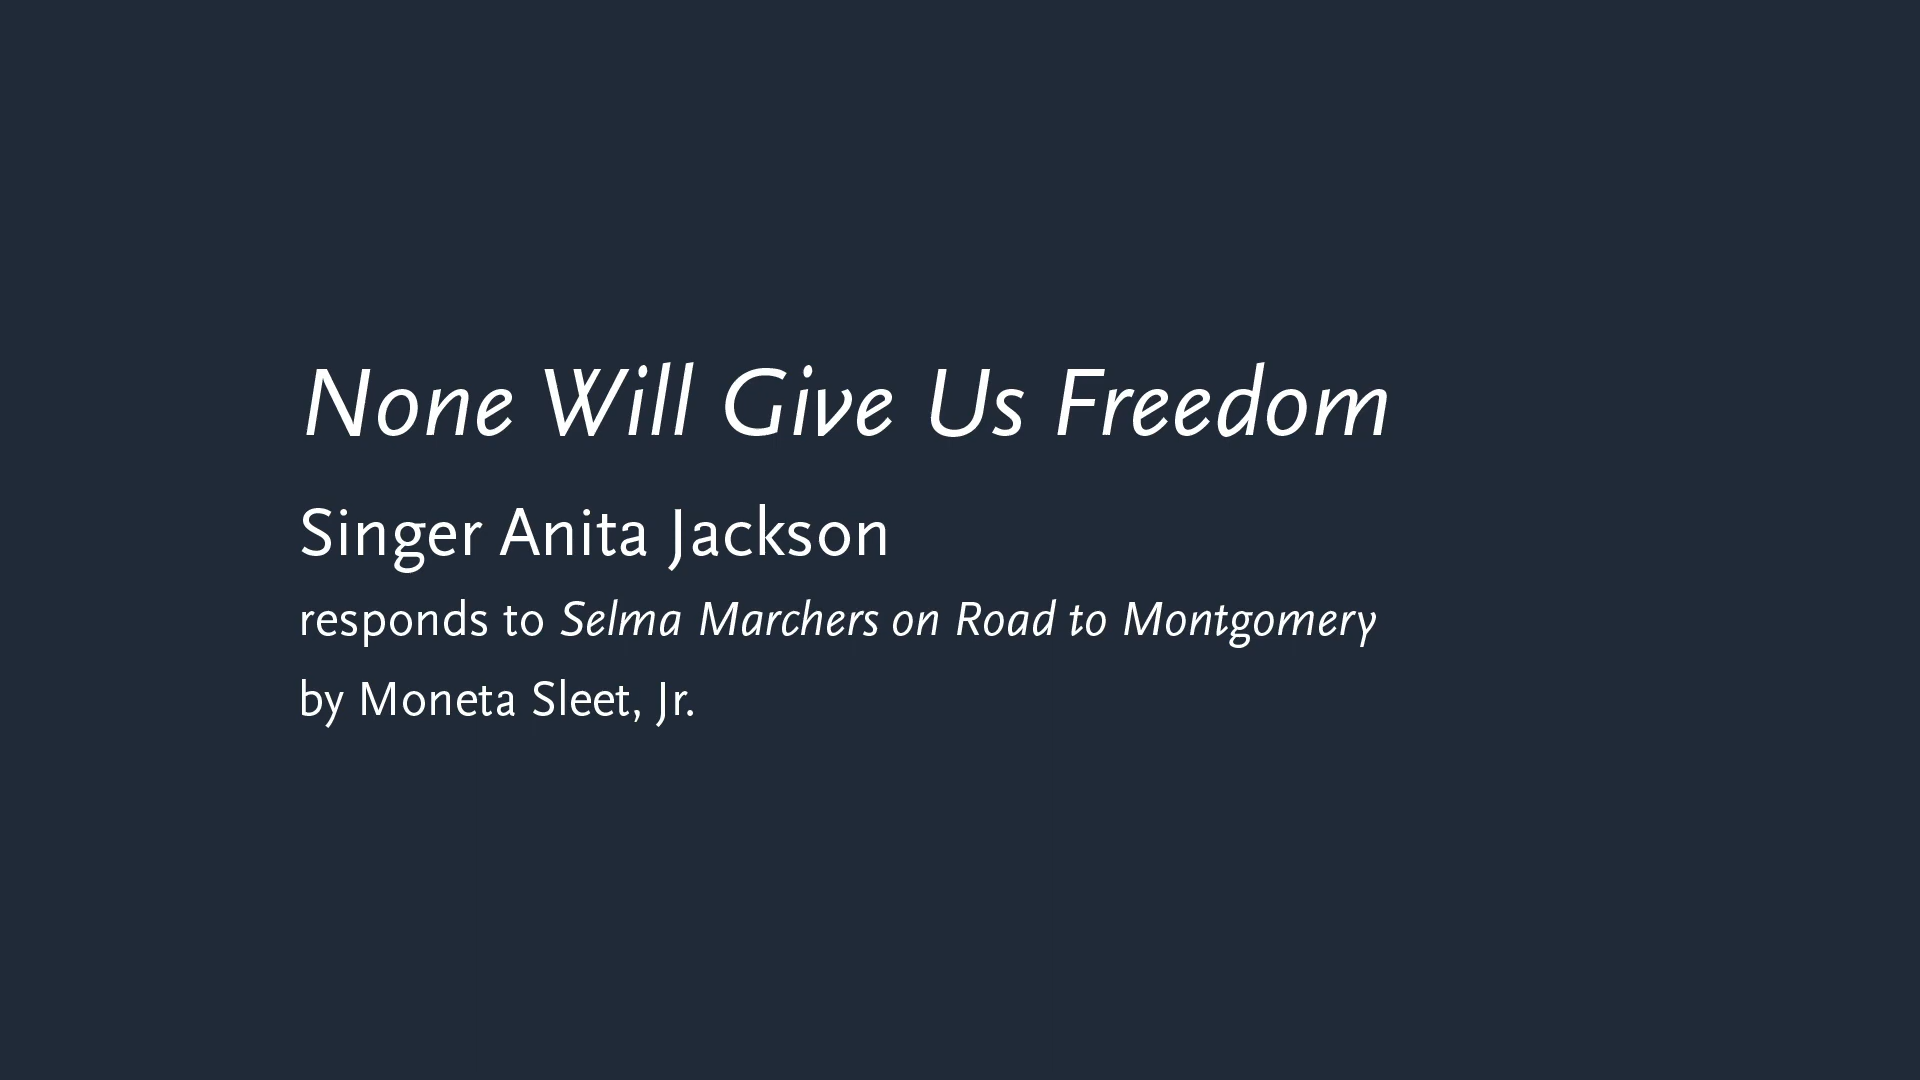 None Will Give Us Freedom
Singer Anita Jackson
responds to Selma Marchers on Road to Montgomery
by Moneta Sleet, Jr.